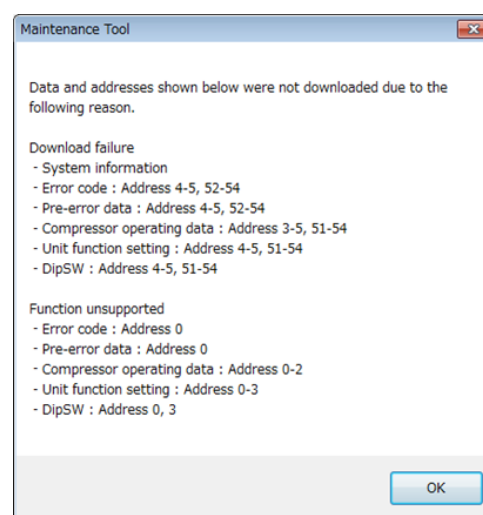 Maintenance Tool
Data and addresses shown below were not downloaded due to the
following reason.
Download failure
- System information
- Error code : Address 4-5, 52-54
- Pre-error data : Address 4-5, 52-54
- Compressor operating data : Address 3-5, 51-54
- Unit function setting : Address 4-5, 51-54
- DipSW : Address 4-5, 51-54
Function unsupported
- Error code : Address 0
- Pre-error data : Address 0
- Compressor operating data : Address 0-2
- Unit function setting : Address 0-3
- DipSW : Address 0, 3
OK